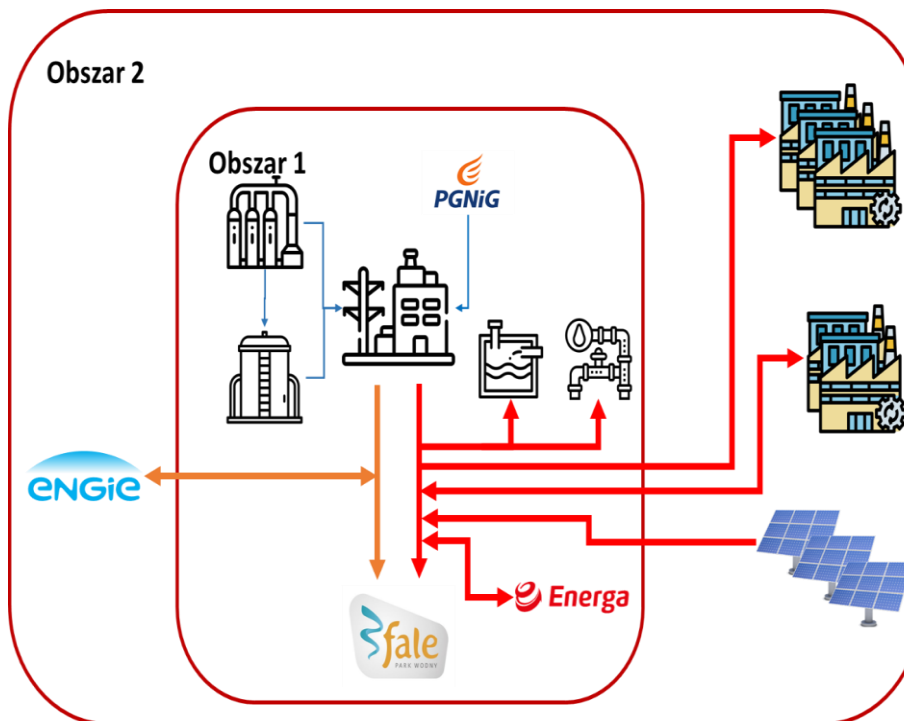 Obszar 2
Obszar 1
PGNiG
ENGIE
Energa
fale
PARK WODNY